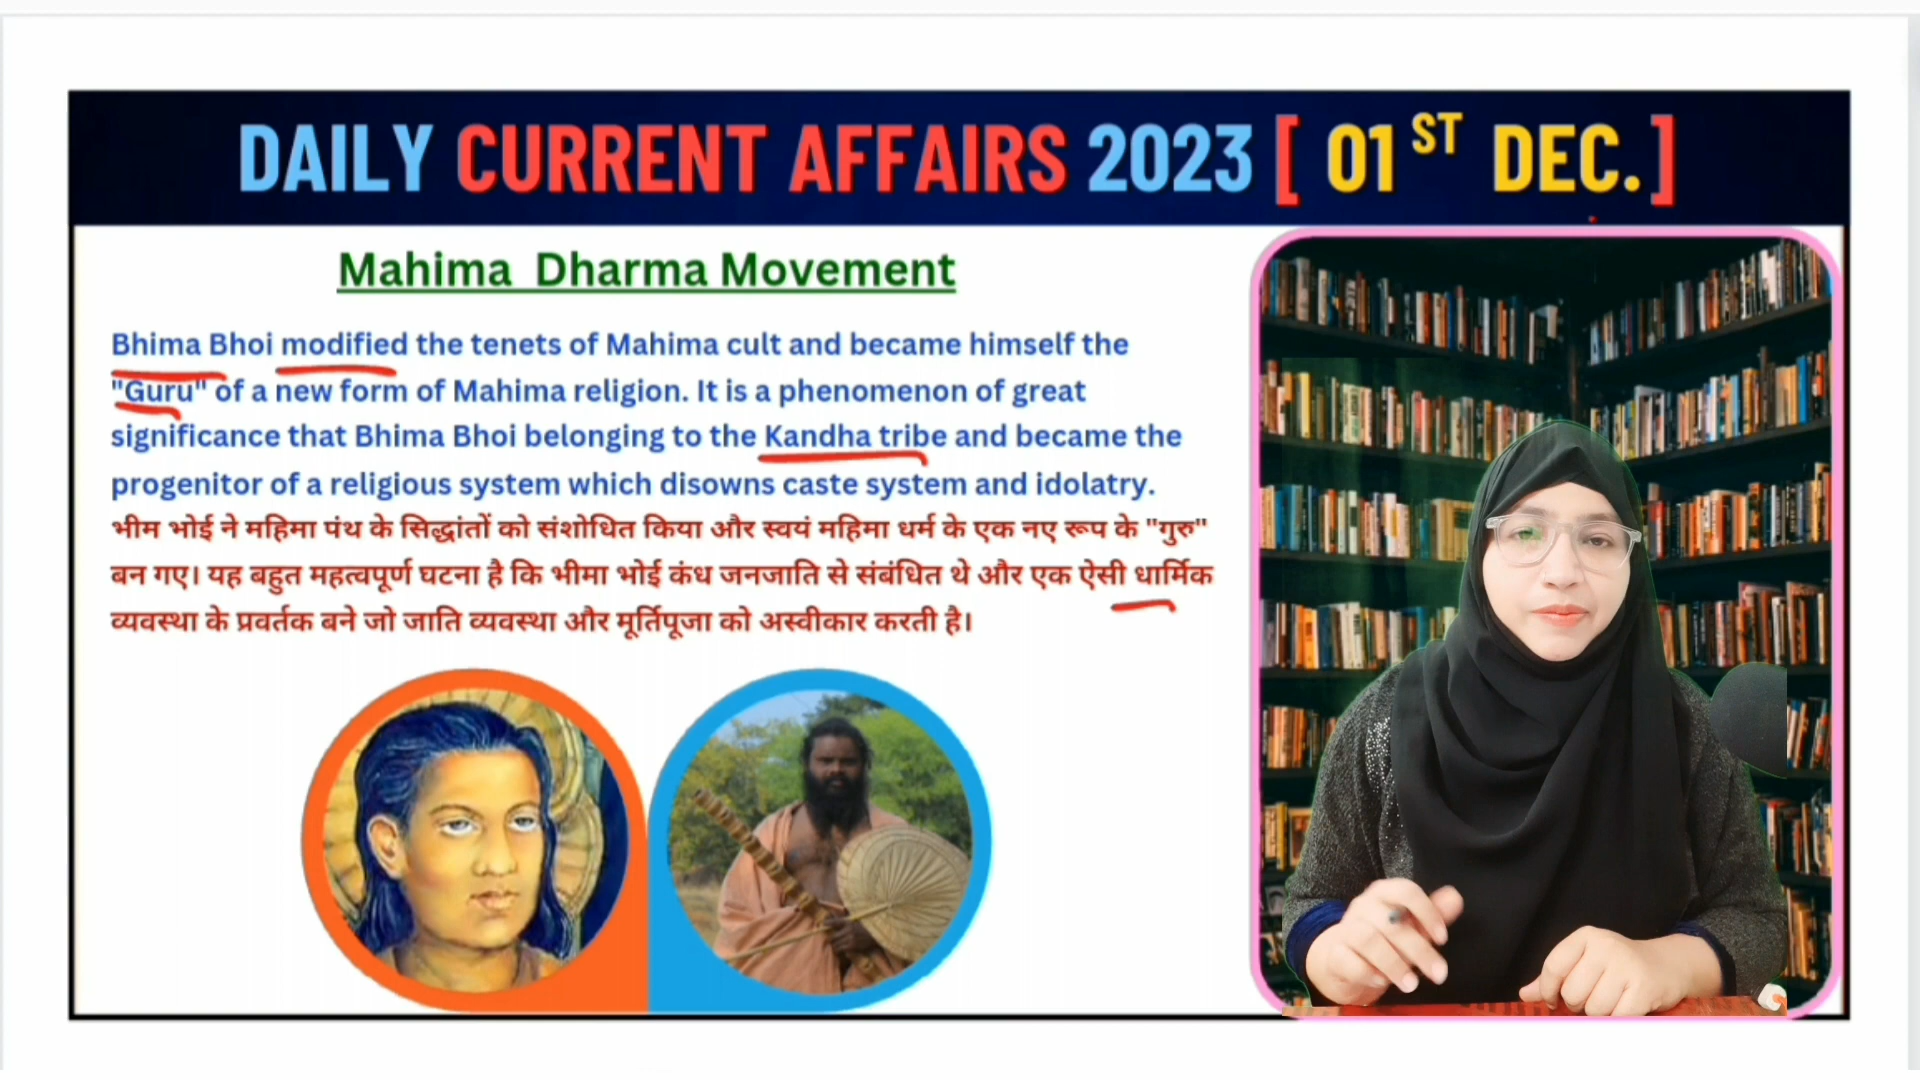 DAILY CURRENT AFFAIRS 2023 [ 01 ST DEC. ]
Mahima Dharma Movement
Bhima Bhoi modified the tenets of Mahima cult and became himself the
"Guru" of a new form of Mahima religion. It is a phenomenon of great
significance that Bhima Bhoi belonging to the Kandha tribe and became the
progenitor of a religious system which disowns caste system and idolatry.
भीम भोई ने महिमा पंथ के सिद्धांतों को संशोधित किया और स्वयं महिमा धर्म के एक नए रूप के "गुरु"
बन गए। यह बहुत महत्वपूर्ण घटना है कि भीमा भोई कंध जनजाति से संबंधित थे और एक ऐसी धार्मिक
व्यवस्था के प्रवर्तक बने जो जाति व्यवस्था और मूर्तिपूजा को अस्वीकार करती है।